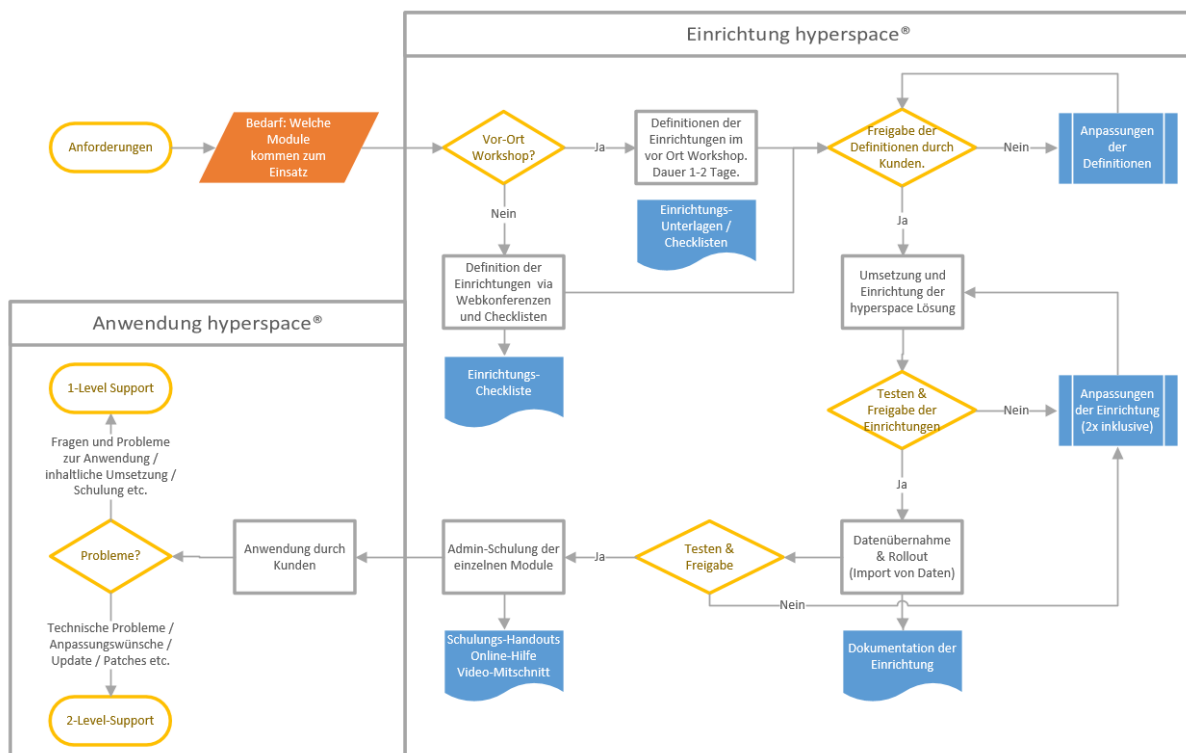 Einrichtung hyperspace®
Anforderungen
Bedarf: Welche
Module
kommen zum
Einsatz
Vor-Ort
Workshop?
Ja
Definitionen der
Einrichtungen im
vor Ort Workshop.
Dauer 1-2 Tage.
Freigabe der
Definitionen durch
Kunden.
Nein
Anpassungen
der
Definitionen
Nein
Einrichtungs-
Unterlagen /
Checklisten
Ja
Definition der
Einrichtungen via
Webkonferenzen
und Checklisten
Umsetzung und
Einrichtung der
hyperspace Lösung
Anwendung hyperspace®
Einrichtungs-
Checkliste
Testen &
Freigabe der
Einrichtungen
Nein
Anpassungen
der Einrichtung
(2x inklusive)
1-Level Support
Fragen und Probleme
zur Anwendung /
inhaltliche Umsetzung /
Schulung etc.
Ja
Probleme?
Anwendung durch
Kunden
Admin-Schulung der
einzelnen Module
Ja
Testen &
Freigabe
Datenübernahme
& Rollout
(Import von Daten)
Nein
Technische Probleme /
Anpassungswünsche /
Update / Patches etc.
Schulungs-Handouts
Online-Hilfe
Video-Mitschnitt
Dokumentation der
Einrichtung
2-Level-Support